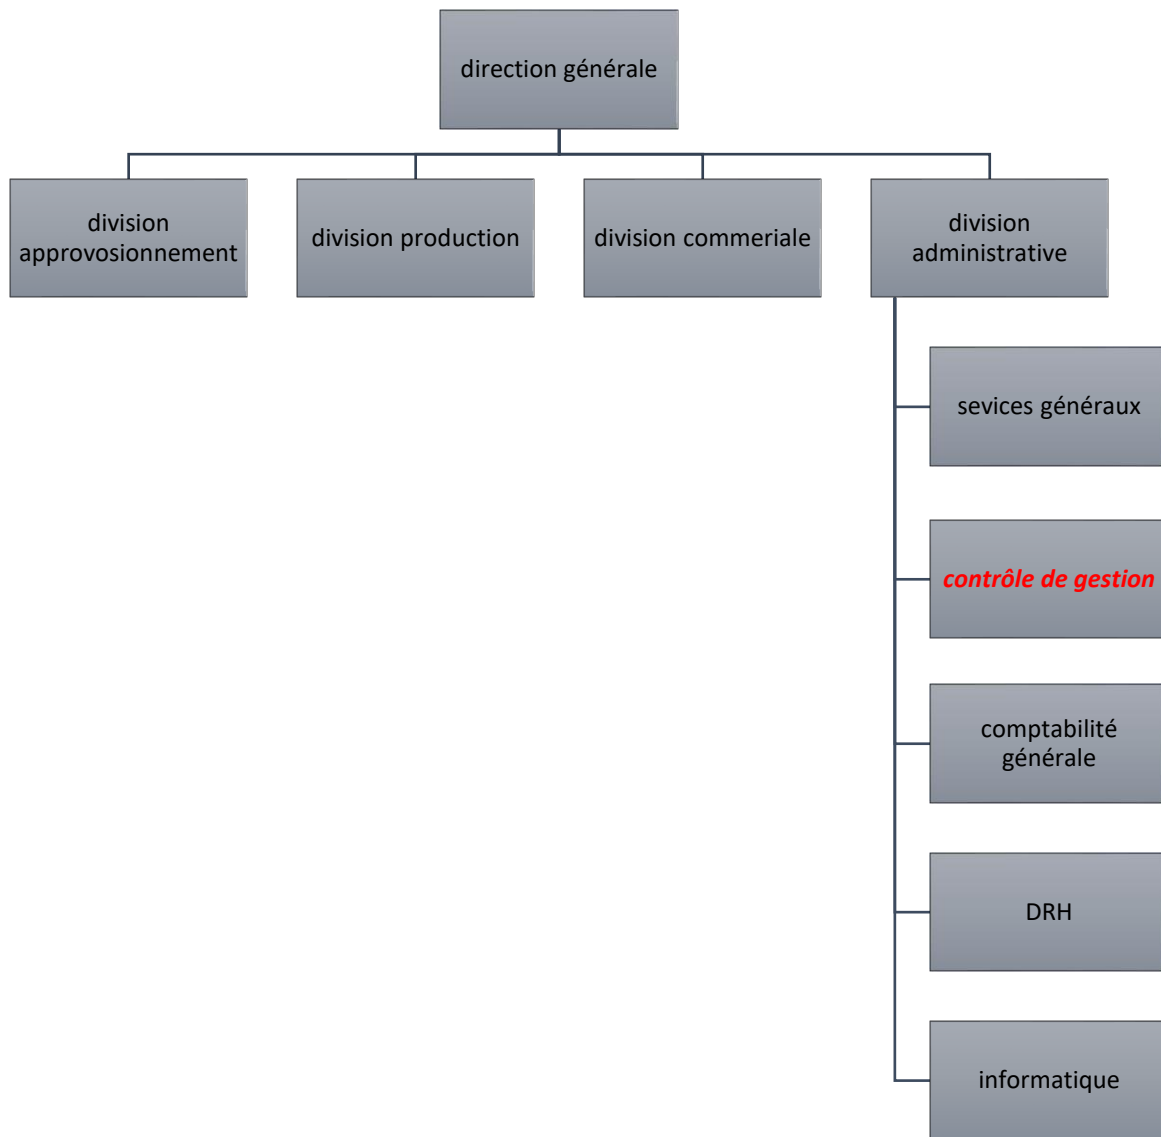 direction générale
division
approvosionnement
division production
division commeriale
division
administrative
sevices généraux
contrôle de gestion
comptabilité
générale
DRH
informatique